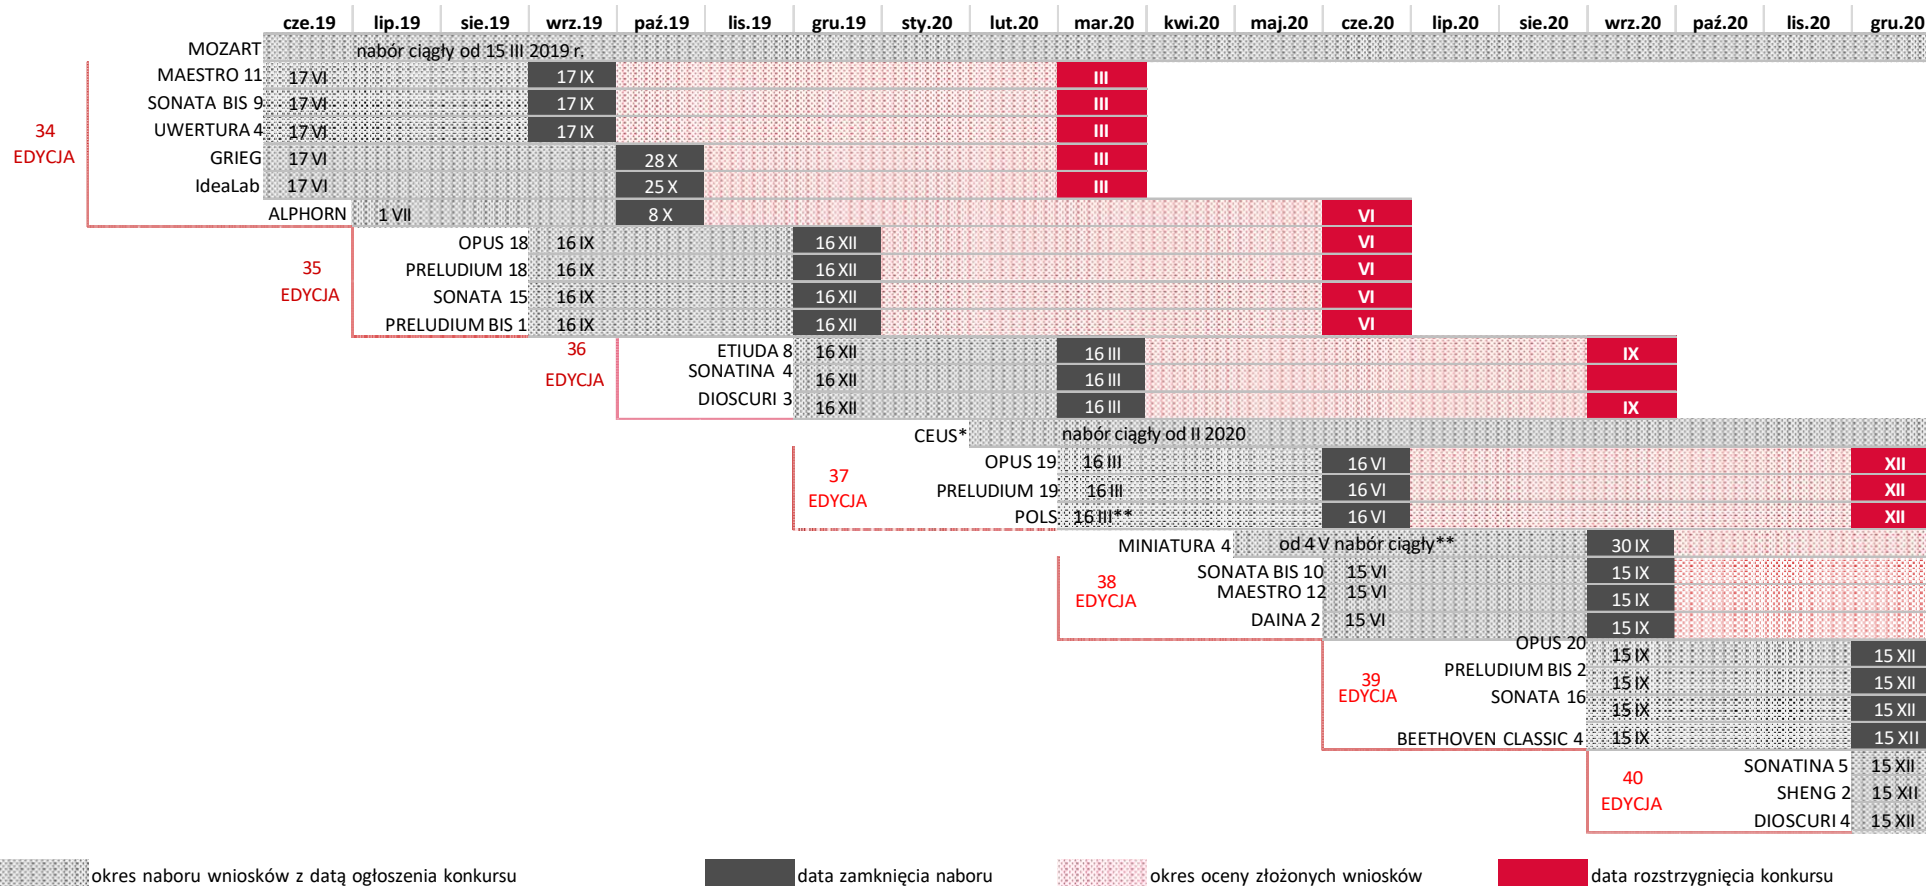 cze.19 lip.19 sie.19 wrz.19 paź.19 lis.19 gru.19 sty.20 lut.20 mar.20 kwi.20 maj.20 cze.20 lip.20 sie.20 wrz.20 paź.20 lis.20 gru.20
MOZART nabór ciągły od 15 III 2019 r.
34
EDYCJA
MAESTRO 11 17 VI 17 IX III
SONATA BIS 9 17 VI 17 IX III
UWERTURA 4 17 VI 17 IX III
GRIEG 17 VI 28 X III
IdeaLab 17 VI 25 X III
ALPHORN 1 VII 8 X VI
35
EDYCJA
OPUS 18 16 IX 16 XII VI
PRELUDIUM 18 16 IX 16 XII VI
SONATA 15 16 IX 16 XII VI
PRELUDIUM BIS 1 16 IX 16 XII VI
36
EDYCJA
ETIUDA 8 16 XII 16 III IX
SONATINA 4 16 XII 16 III
DIOSCURI 3 16 XII 16 III IX
CEUS* nabór ciągły od II 2020
37
EDYCJA
OPUS 19 16 III 16 VI XII
PRELUDIUM 19 16 III 16 VI XII
POLS 16 III** 16 VI XII
MINIATURA 4 od 4 V nabór ciągły** 30 IX
38
EDYCJA
SONATA BIS 10 15 VI 15 IX
MAESTRO 12 15 VI 15 IX
DAINA 2 15 VI 15 IX
39
EDYCJA
OPUS 20 15 IX 15 XII
PRELUDIUM BIS 2 15 IX 15 XII
SONATA 16 15 IX 15 XII
BEETHOVEN CLASSIC 4 15 IX 15 XII
40
EDYCJA
SONATINA 5 15 XII
SHENG 2 15 XII
DIOSCURI 4 15 XII
okres naboru wniosków z datą ogłoszenia konkursu data zamknięcia naboru okres oceny złożonych wniosków data rozstrzygnięcia konkursu